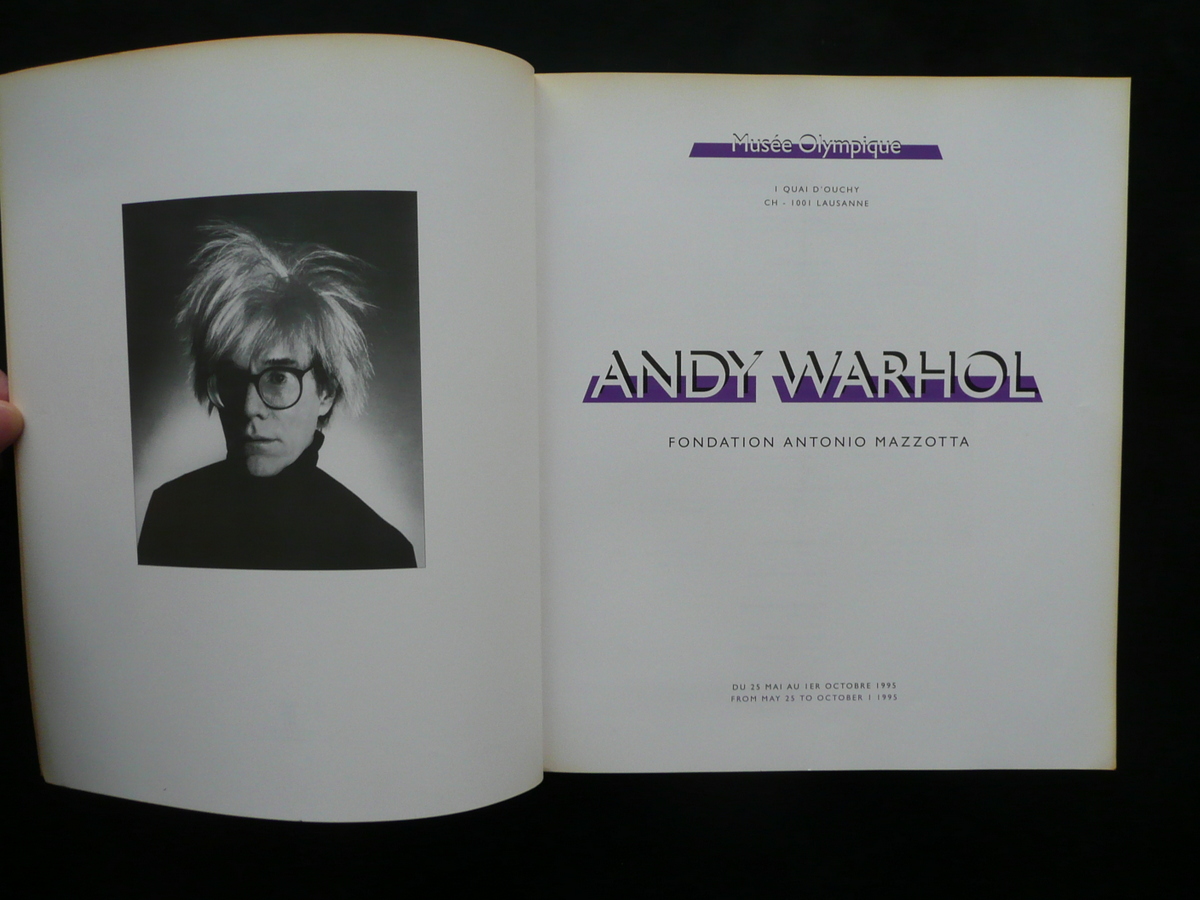 Musée Olympique
1 QUAI D'OUCHY
CH - 1001 LAUSANNE
ANDY WARHOL
FONDATION ANTONIO MAZZOTTA
DU 25 MAI AU 1ER OCTOBRE 1995
FROM MAY 25 TO OCTOBER 1 1995